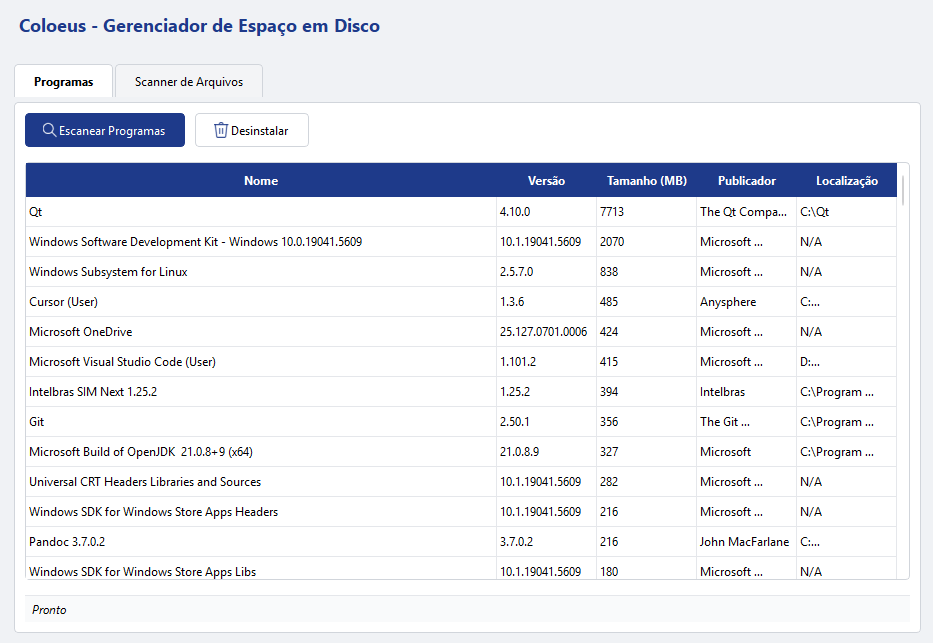 Coloeus - Gerenciador de Espaço em Disco
Programas Scanner de Arquivos
Escanear Programas Desinstalar
Nome Versão Tamanho (MB) Publicador Localização
Qt 4.10.0 7713 The Qt Compa... C:\Qt
Windows Software Development Kit - Windows 10.0.19041.5609 10.1.19041.5609 2070 Microsoft ... N/A
Windows Subsystem for Linux 2.5.7.0 838 Microsoft ... N/A
Cursor (User) 1.3.6 485 Anysphere C:...
Microsoft OneDrive 25.127.0701.0006 424 Microsoft ... N/A
Microsoft Visual Studio Code (User) 1.101.2 415 Microsoft ... D:...
Intelbras SIM Next 1.25.2 1.25.2 394 Intelbras C:\Program ...
Git 2.50.1 356 The Git ... C:\Program ...
Microsoft Build of OpenJDK  21.0.8+9 (x64) 21.0.8.9 327 Microsoft C:\Program ...
Universal CRT Headers Libraries and Sources 10.1.19041.5609 282 Microsoft ... N/A
Windows SDK for Windows Store Apps Headers 10.1.19041.5609 216 Microsoft ... N/A
Pandoc 3.7.0.2 3.7.0.2 216 John MacFarlane C:...
Windows SDK for Windows Store Apps Libs 10.1.19041.5609 180 Microsoft ... N/A
Pronto